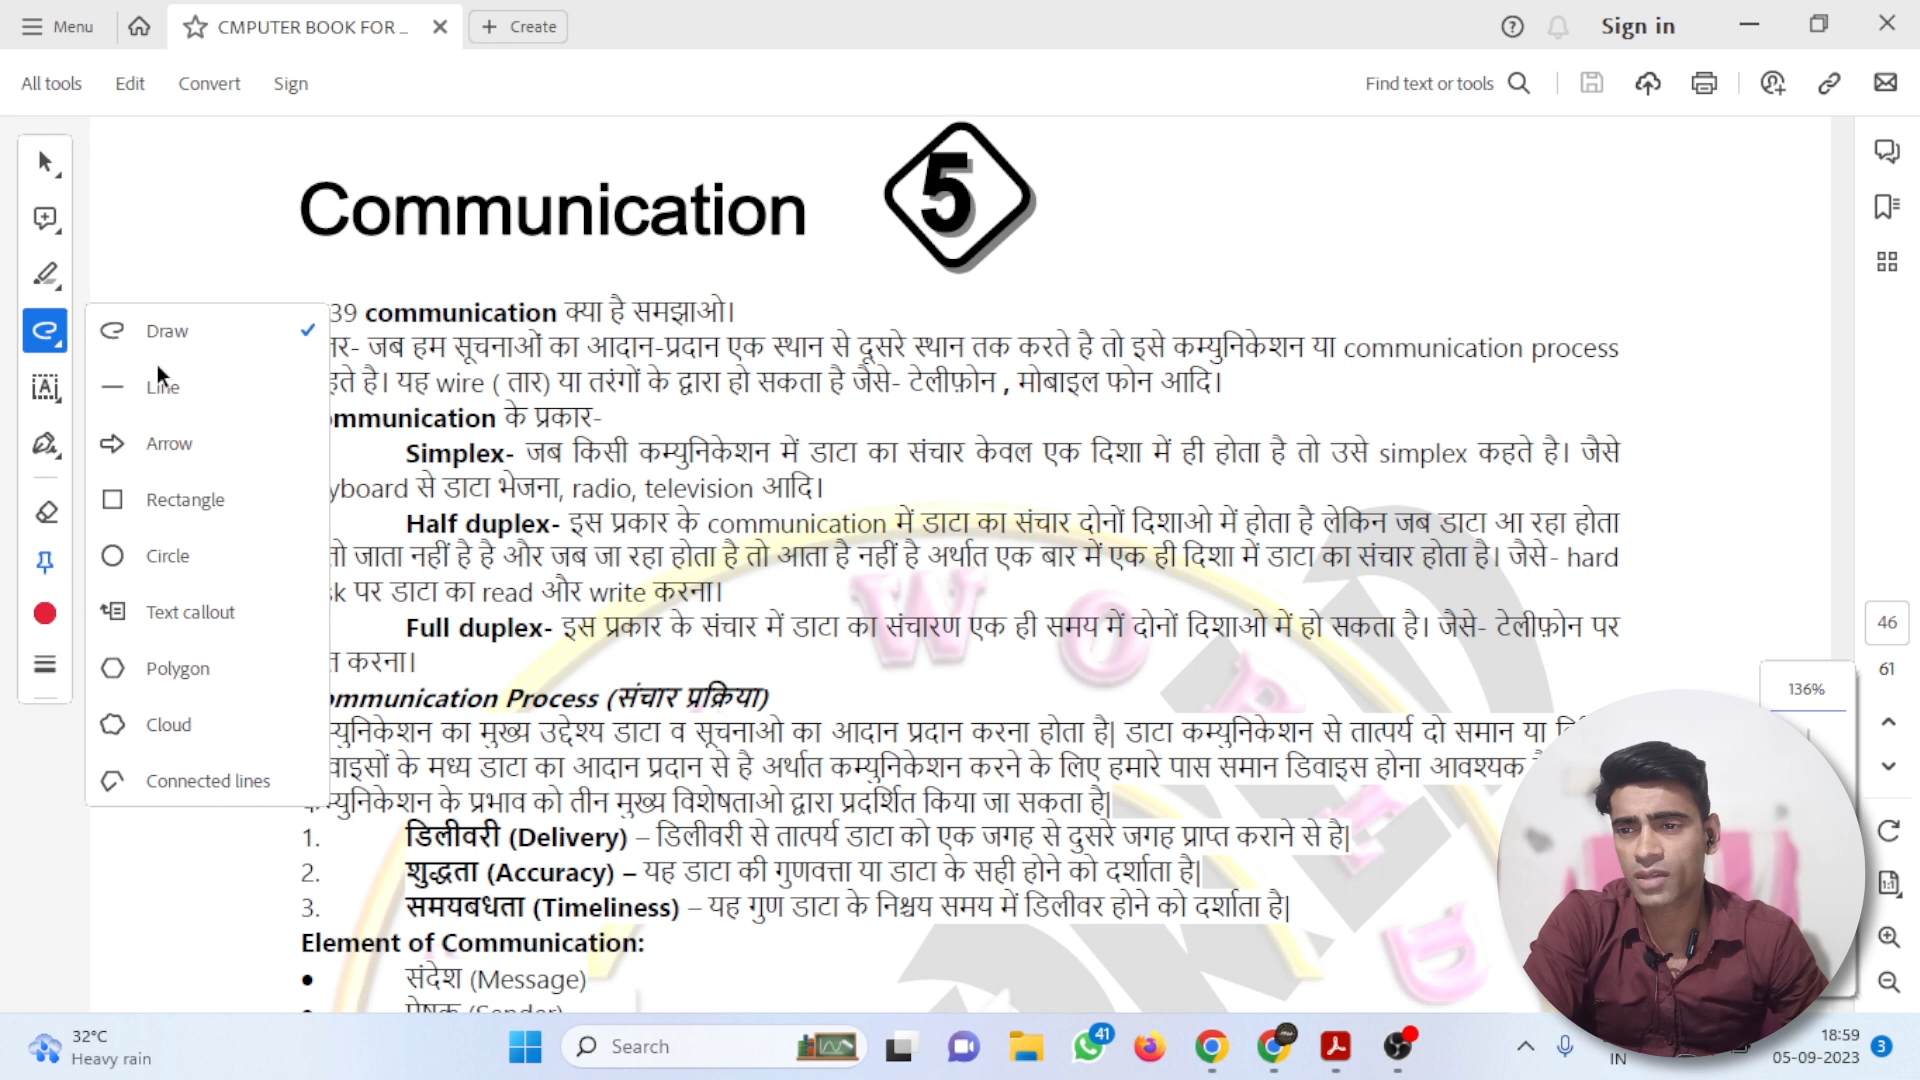 Menu
CMPUTER BOOK FOR ...
Create
Sign in
All tools
Edit
Convert
Sign
Find text or tools
Communication
5
39 communication क्या है समझाओ।
जब हम सूचनाओं का आदान-प्रदान एक स्थान से दूसरे स्थान तक करते है तो इसे कम्युनिकेशन या communication process
है। यह wire ( तार) या तरंगों के द्वारा हो सकता है जैसे- टेलीफ़ोन , मोबाइल फोन आदि।
mmunication के प्रकार-
Simplex- जब किसी कम्युनिकेशन में डाटा का संचार केवल एक दिशा में ही होता है तो उसे simplex कहते है। जैसे
yboard से डाटा भेजना, radio, television आदि।
Half duplex- इस प्रकार के communication में डाटा का संचार दोनों दिशाओ में होता है लेकिन जब डाटा आ रहा होता
तो जाता नहीं है है और जब जा रहा होता है तो आता है नहीं है अर्थात एक बार में एक ही दिशा में डाटा का संचार होता है। जैसे- hard
k पर डाटा का read और write करना।
Full duplex- इस प्रकार के संचार में डाटा का संचारण एक ही समय में दोनों दिशाओ में हो सकता है। जैसे- टेलीफ़ोन पर
त करना।
mmunication Process (संचार प्रक्रिया)
म्युनिकेशन का मुख्य उद्देश्य डाटा व सूचनाओ का आदान प्रदान करना होता है| डाटा कम्युनिकेशन से तात्पर्य दो समान या
वाइसों के मध्य डाटा का आदान प्रदान से है अर्थात कम्युनिकेशन करने के लिए हमारे पास समान डिवाइस होना आवश्यक
म्युनिकेशन के प्रभाव को तीन मुख्य विशेषताओ द्वारा प्रदर्शित किया जा सकता है|
1. डिलीवरी (Delivery) – डिलीवरी से तात्पर्य डाटा को एक जगह से दुसरे जगह प्राप्त कराने से है|
2. शुद्धता (Accuracy) – यह डाटा की गुणवत्ता या डाटा के सही होने को दर्शाता है|
3. समयबधता (Timeliness) – यह गुण डाटा के निश्चय समय में डिलीवर होने को दर्शाता है|
Element of Communication:
• संदेश (Message)
Draw
Line
Arrow
Rectangle
Circle
Text callout
Polygon
Cloud
Connected lines
46
61
136%
32°C
Heavy rain
Search
41
IN
18:59
05-09-2023
3